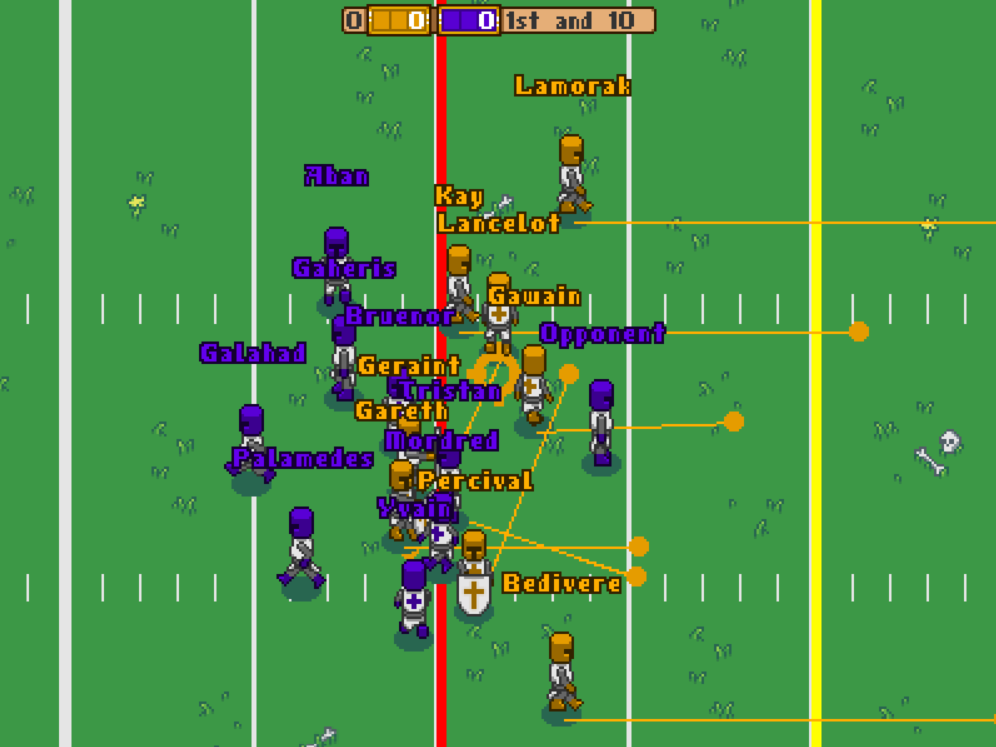 0 0 0 1st and 10
Lamorak
Aban
Kay
Lancelot
Gaheris
Gawain
Bruenor
Opponent
Galahad
Geraint
Tristan
Gareth
Mordred
Palamedes
Percival
Yvain
Bedivere